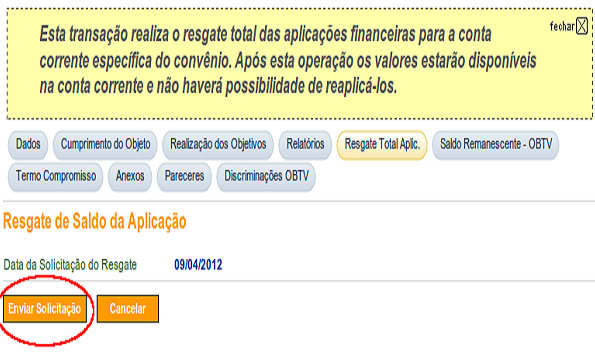 fechar X
Esta transação realiza o resgate total das aplicações financeiras para a conta
corrente específica do convênio. Após esta operação os valores estarão disponíveis
na conta corrente e não haverá possibilidade de reaplicá-los.
Dados Cumprimento do Objeto Realização dos Objetivos Relatórios Resgate Total Aplic. Saldo Remanescente - OBTV
Termo Compromisso Anexos Pareceres Discriminações OBTV
Resgate de Saldo da Aplicação
Data da Solicitação do Resgate 09/04/2012
Enviar Solicitação Cancelar